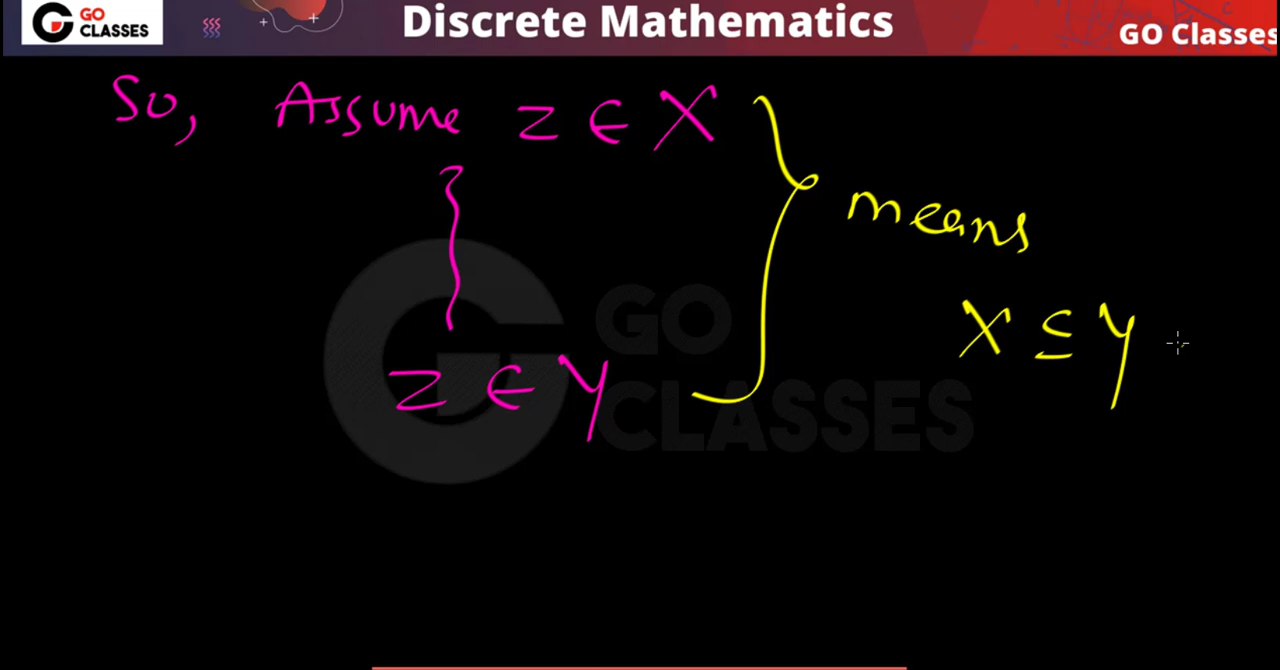 GO
CLASSES
Discrete Mathematics
GO Classes
So, Assume z ∈ X
means
X ⊆ Y
z ∈ Y
GO
CLASSES